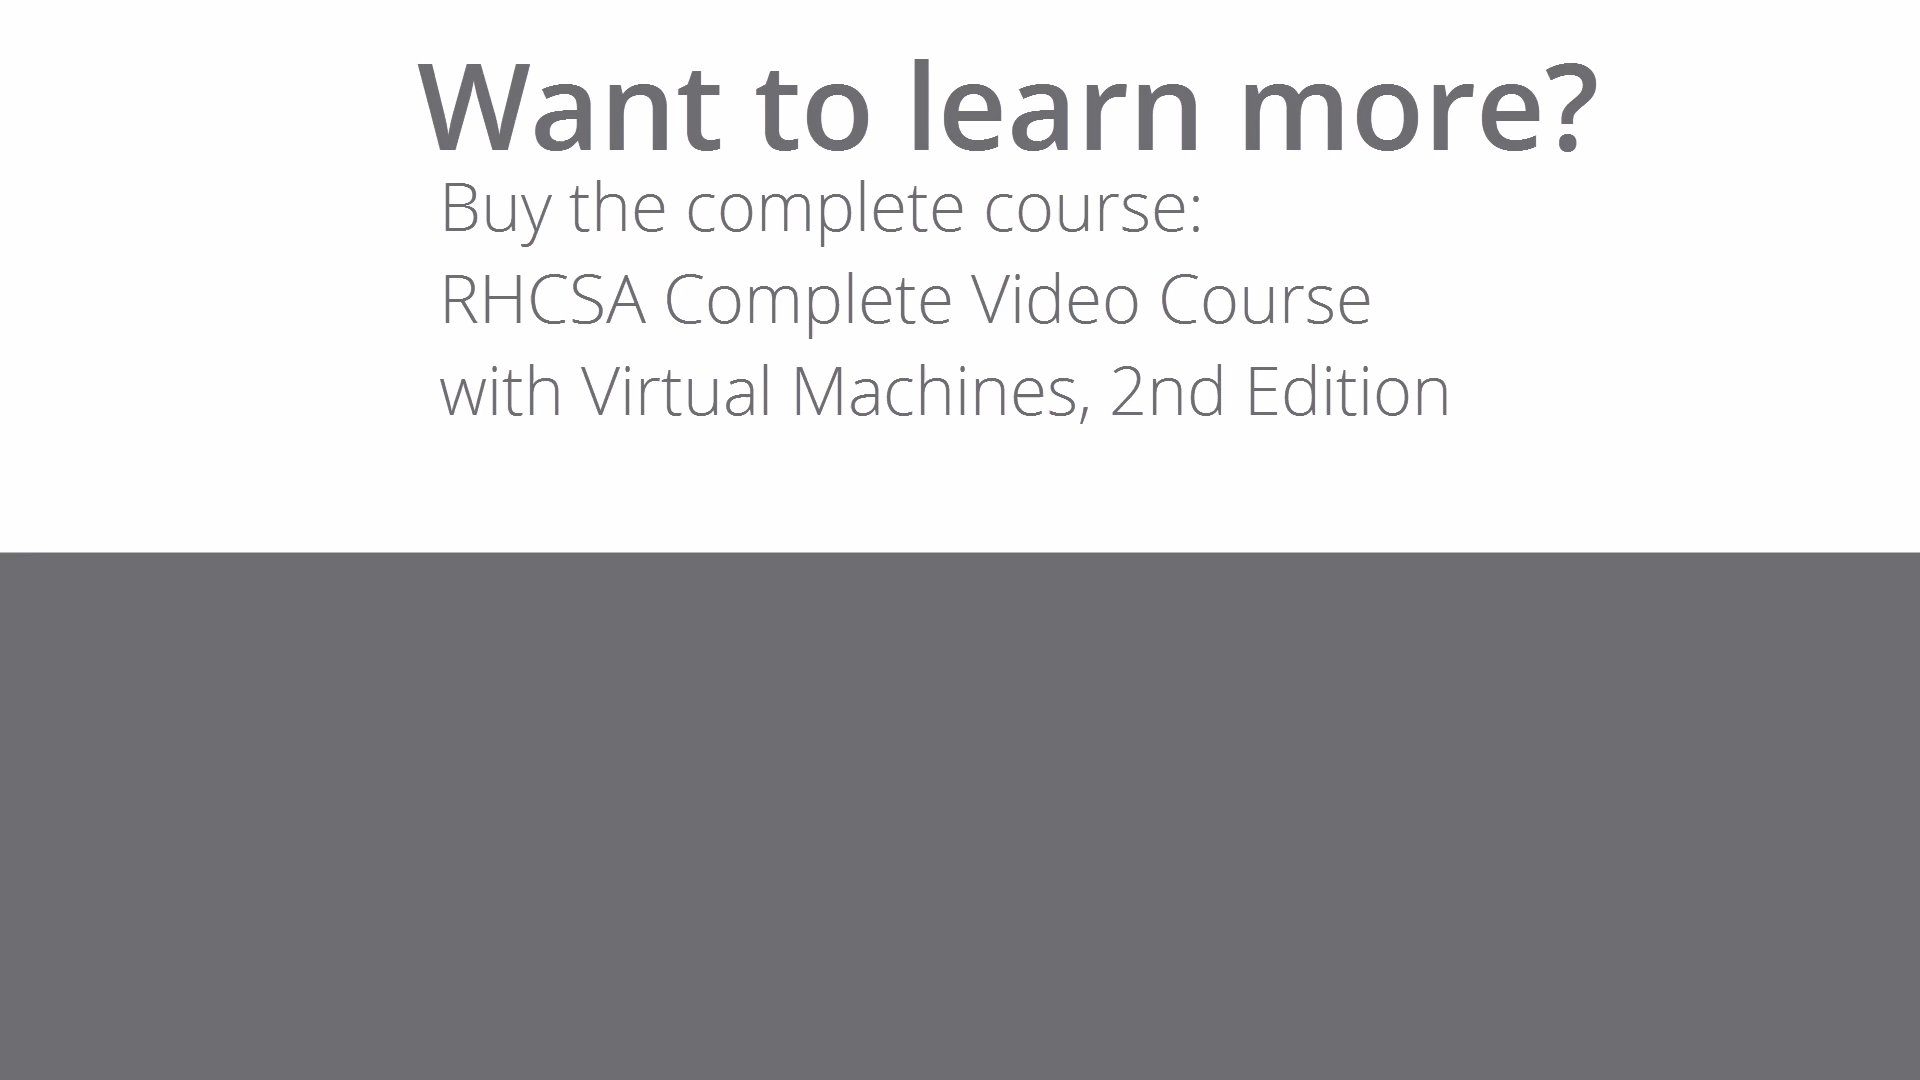 Want to learn more?
Buy the complete course:
RHCSA Complete Video Course
with Virtual Machines, 2nd Edition